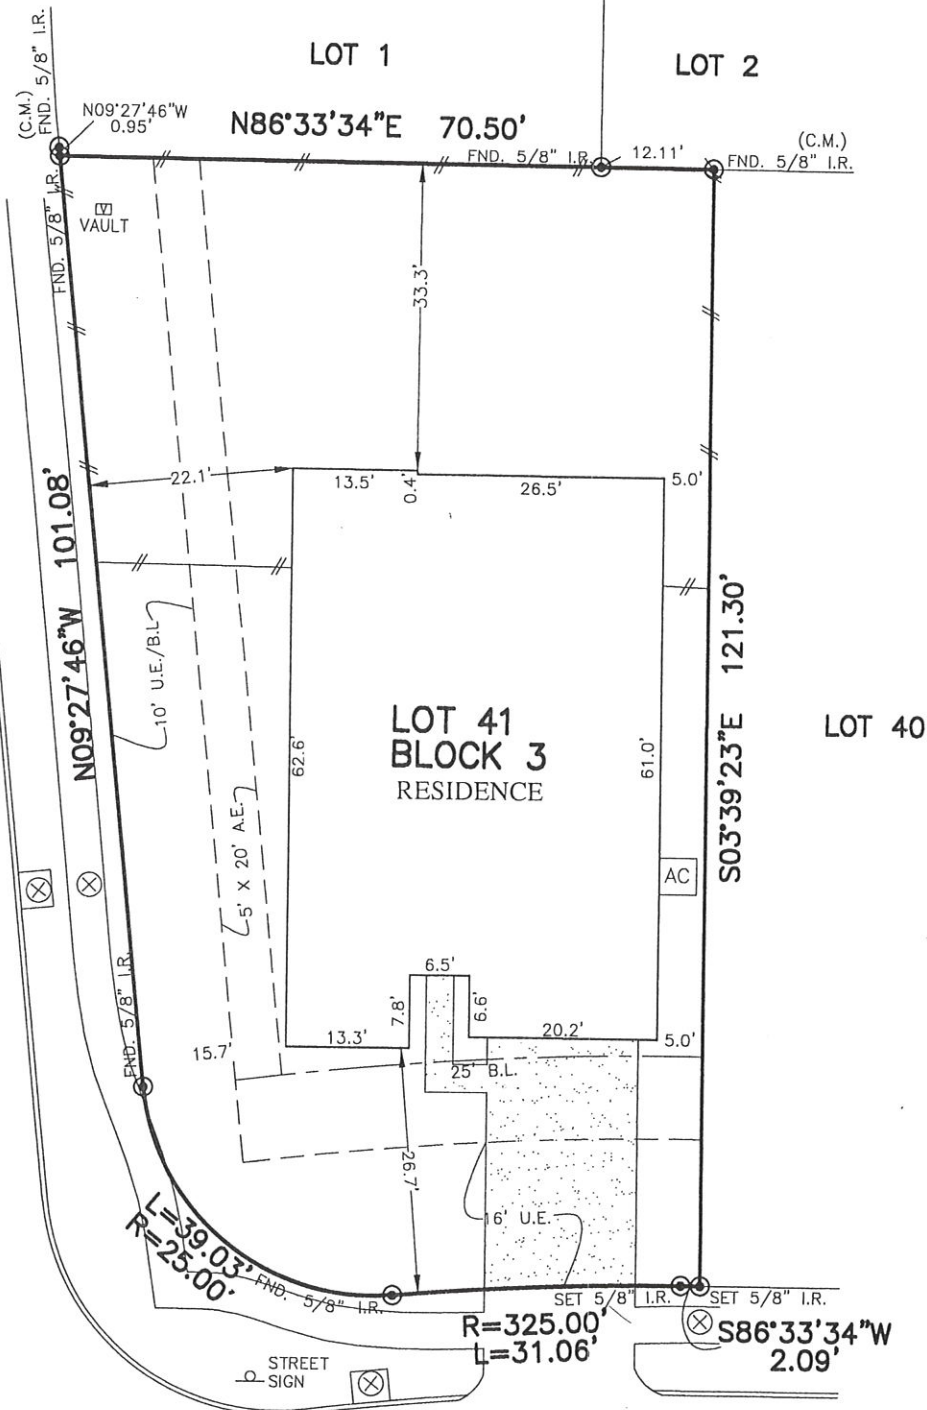 LOT 1
LOT 2
(C.M.)
FND. 5/8" I.R.
N09°27'46"W
0.95'
N86°33'34"E 70.50'
FND. 5/8" I.R.
12.11'
(C.M.)
FND. 5/8" I.R.
FND. 5/8" I.R.
V
VAULT
33.3'
22.1'
13.5'
0.4'
26.5'
5.0'
N09°27'46"W 101.08'
10' U.E./B.L
5' X 20' A.E.
62.6'
LOT 41
BLOCK 3
RESIDENCE
61.0'
S03°39'23"E 121.30'
LOT 40
AC
FND. 5/8" I.R.
6.5'
7.8'
6.6'
13.3'
20.2'
5.0'
15.7'
25' B.L.
26.7'
16' U.E.
L=39.03'
R=25.00'
FND. 5/8" I.R.
SET 5/8" I.R.
SET 5/8" I.R.
R=325.00'
L=31.06'
S86°33'34"W
2.09'
STREET
SIGN